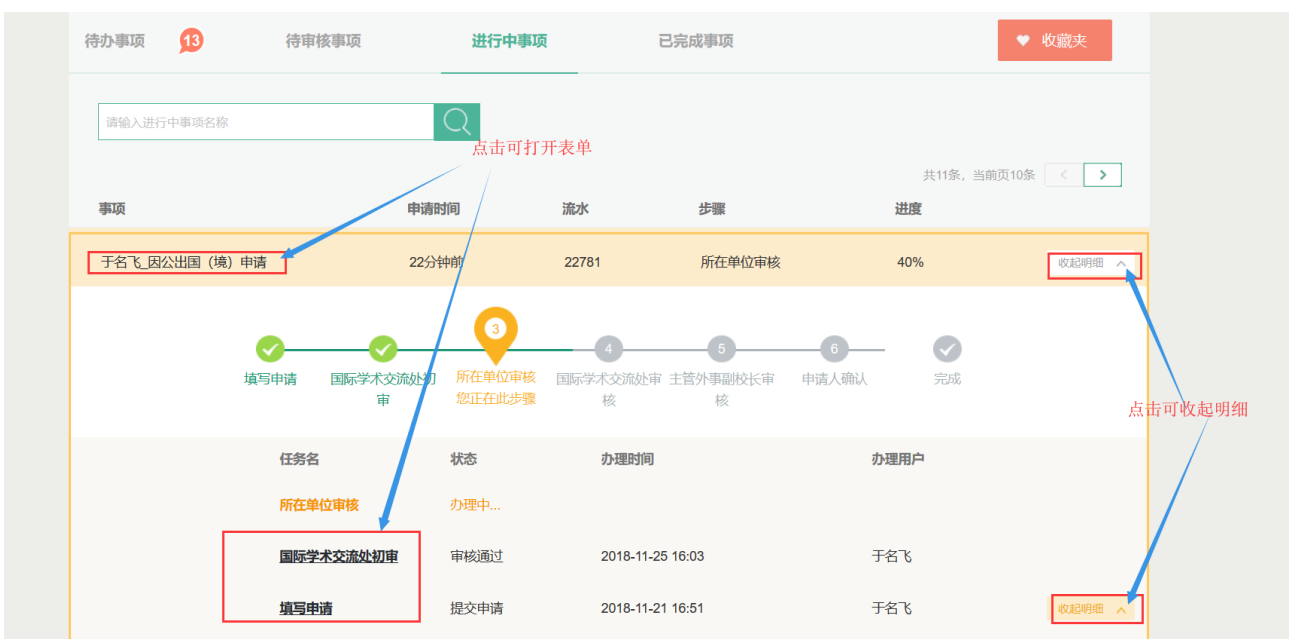 待办事项 13 待审核事项 进行中事项 已完成事项 收藏夹
请输入进行中事项名称
点击可打开表单
共11条，当前页10条 < >
事项 申请时间 流水 步骤 进度
于名飞_因公出国（境）申请 22分钟前 22781 所在单位审核 40% 收起明细
3 4 5 6
填写申请 国际学术交流处初 所在单位审核 国际学术交流处审 主管外事副校长审 申请人确认 完成
审 您正在此步骤 核 核
点击可收起明细
任务名 状态 办理时间 办理用户
所在单位审核 办理中...
国际学术交流处初审 审核通过 2018-11-25 16:03 于名飞
填写申请 提交申请 2018-11-21 16:51 于名飞 收起明细